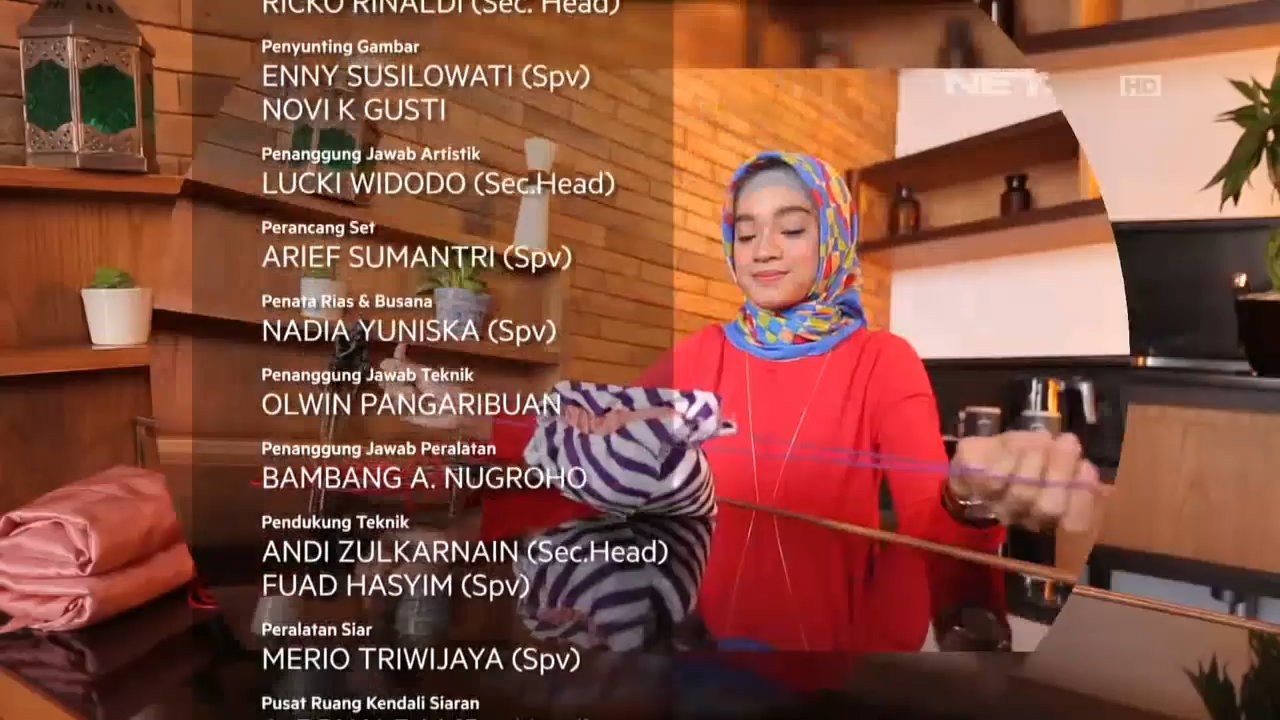 RICKO RINALDI (Sec. Head)
Penyunting Gambar
ENNY SUSILOWATI (Spv)
NOVI K GUSTI
Penanggung Jawab Artistik
LUCKI WIDODO (Sec.Head)
Perancang Set
ARIEF SUMANTRI (Spv)
Penata Rias & Busana
NADIA YUNISKA (Spv)
Penanggung Jawab Teknik
OLWIN PANGARIBUAN
Penanggung Jawab Peralatan
BAMBANG A. NUGROHO
Pendukung Teknik
ANDI ZULKARNAIN (Sec.Head)
FUAD HASYIM (Spv)
Peralatan Siar
MERIO TRIWIJAYA (Spv)
Pusat Ruang Kendali Siaran
NET.
HD